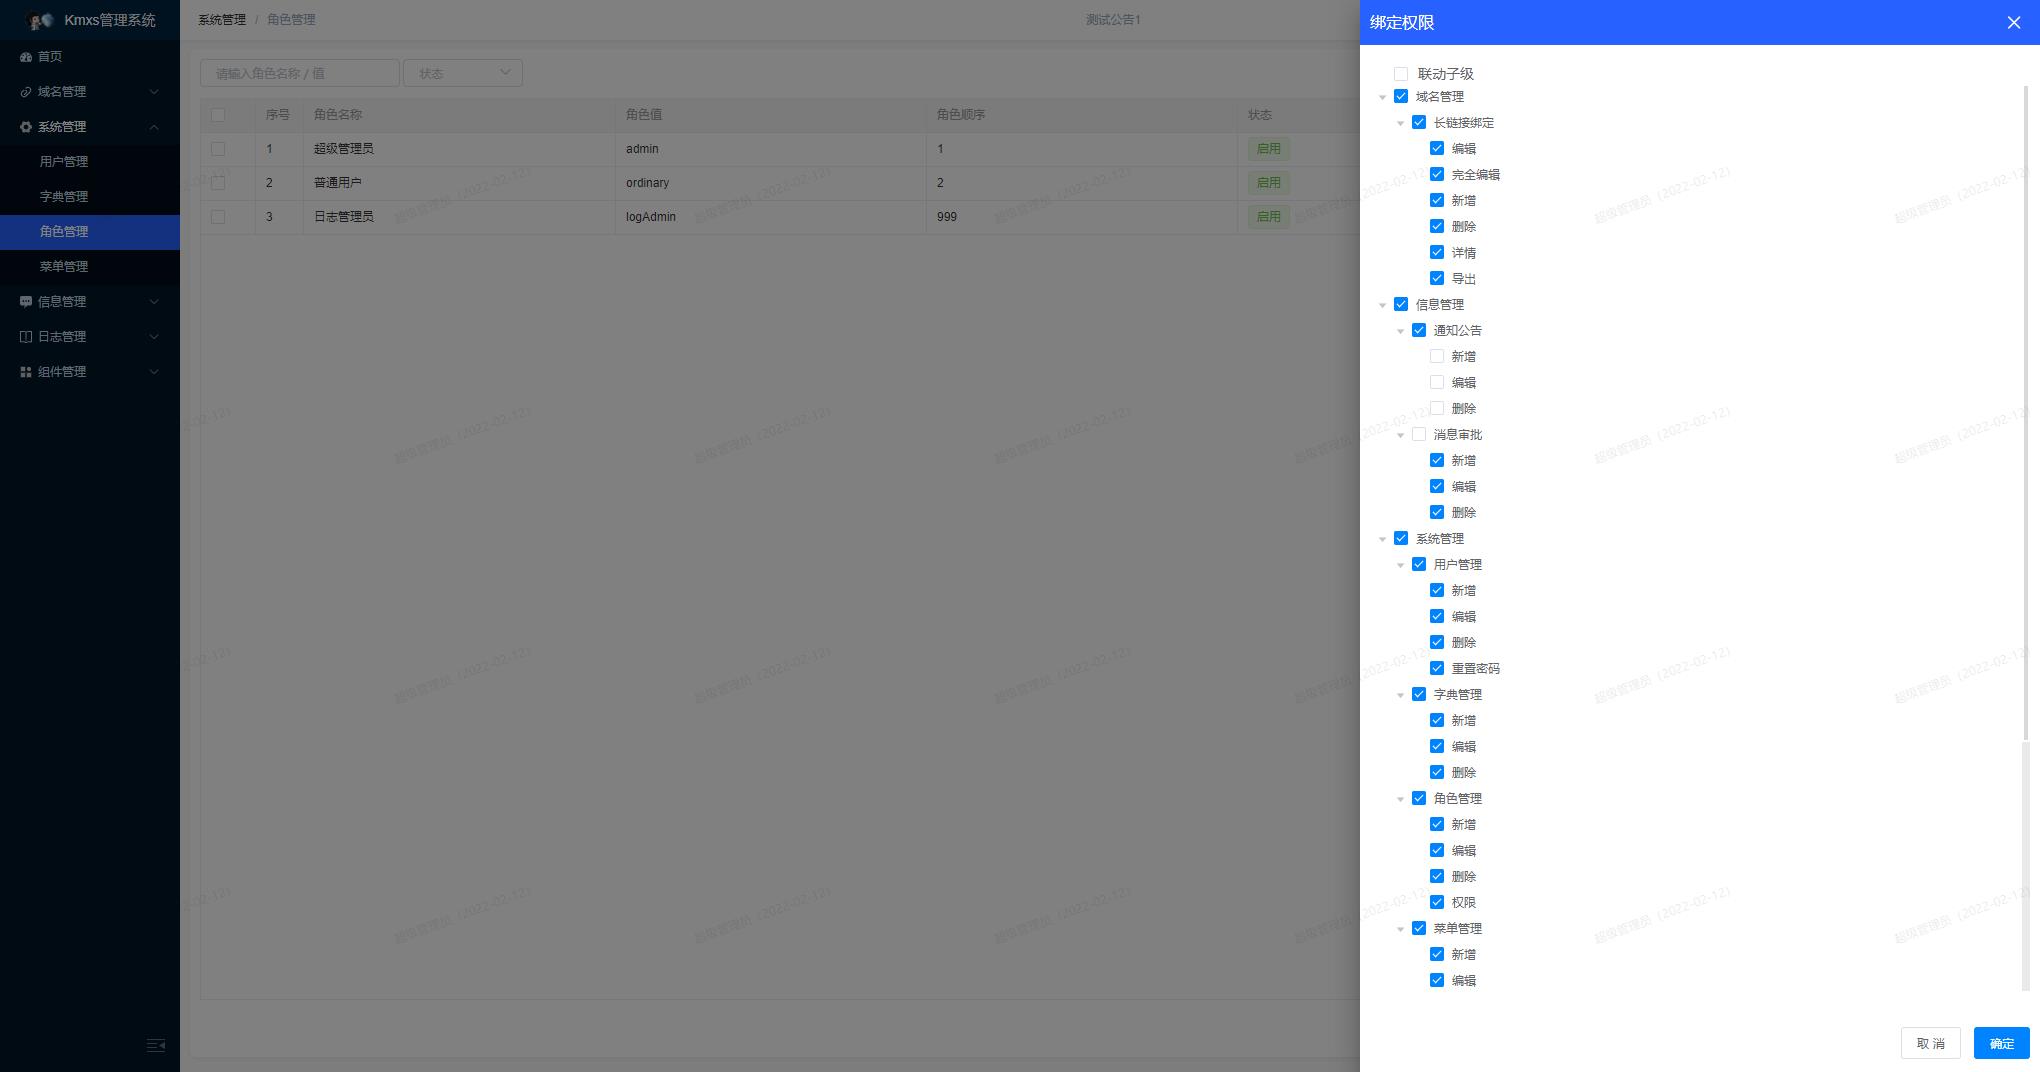 Kmxs管理系统
首页
域名管理
系统管理
用户管理
字典管理
角色管理
菜单管理
信息管理
日志管理
组件管理
系统管理 / 角色管理
测试公告1
请输入角色名称 / 值
状态
序号 角色名称 角色值 角色顺序 状态
1 超级管理员 admin 1 启用
2 普通用户 ordinary 2 启用
3 日志管理员 logAdmin 999 启用
超级管理员（2022-02-12）
绑定权限
联动子级
域名管理
长链接绑定
编辑
完全编辑
新增
删除
详情
导出
信息管理
通知公告
新增
编辑
删除
消息审批
新增
编辑
删除
系统管理
用户管理
新增
编辑
删除
重置密码
字典管理
新增
编辑
删除
角色管理
新增
编辑
删除
权限
菜单管理
新增
编辑
取 消
确定